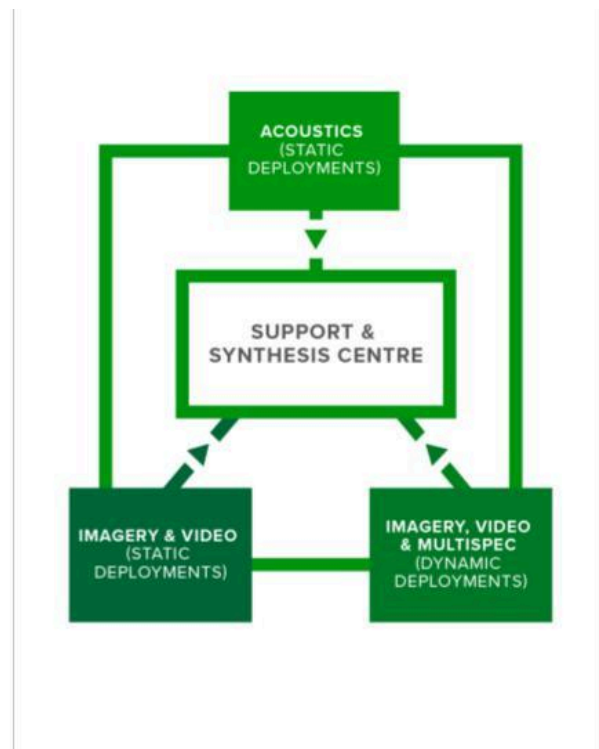 ACOUSTICS
(STATIC
DEPLOYMENTS)
SUPPORT &
SYNTHESIS CENTRE
IMAGERY & VIDEO
(STATIC
DEPLOYMENTS)
IMAGERY, VIDEO
& MULTISPEC
(DYNAMIC
DEPLOYMENTS)